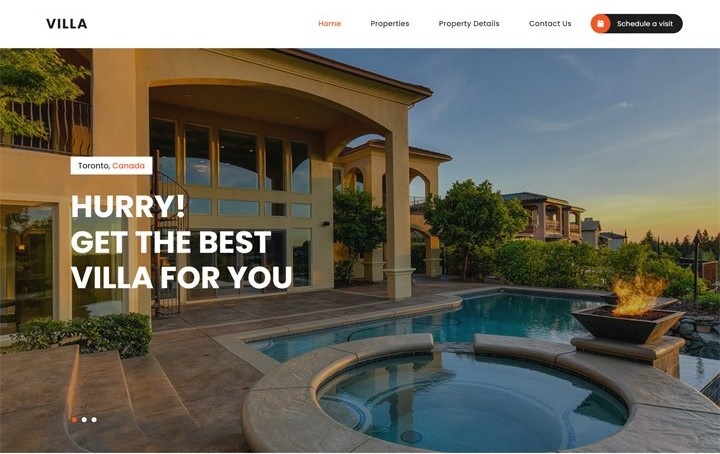 VILLA
Home Properties Property Details Contact Us Schedule a visit
Toronto, Canada
HURRY!
GET THE BEST
VILLA FOR YOU